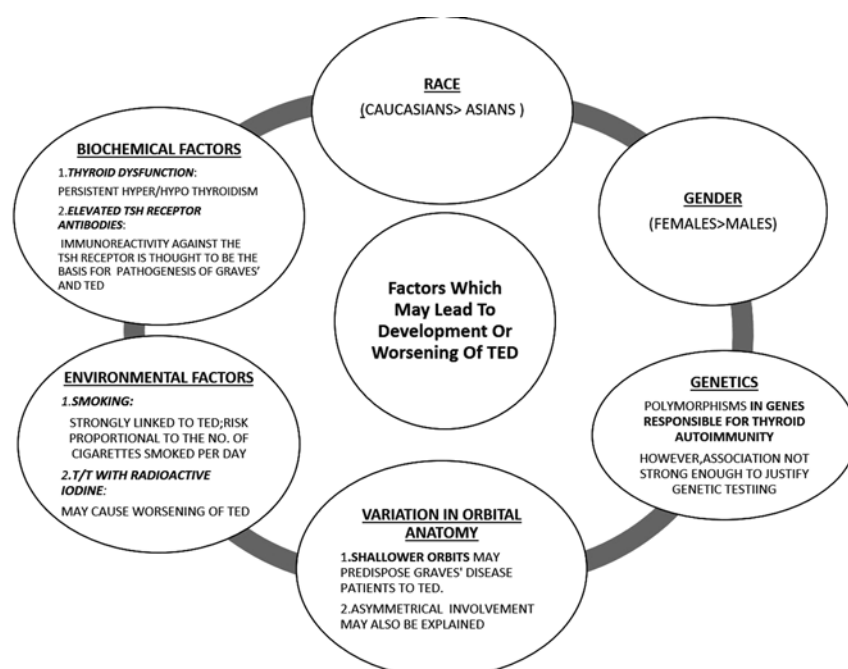 RACE
(CAUCASIANS> ASIANS )
GENDER
(FEMALES>MALES)
GENETICS
POLYMORPHISMS IN GENES
RESPONSIBLE FOR THYROID
AUTOIMMUNITY
HOWEVER,ASSOCIATION NOT
STRONG ENOUGH TO JUSTIFY
GENETIC TESTIING
VARIATION IN ORBITAL
ANATOMY
1.SHALLOWER ORBITS MAY
PREDISPOSE GRAVES' DISEASE
PATIENTS TO TED.
2.ASYMMETRICAL INVOLVEMENT
MAY ALSO BE EXPLAINED
ENVIRONMENTAL FACTORS
1.SMOKING:
STRONGLY LINKED TO TED;RISK
PROPORTIONAL TO THE NO. OF
CIGARETTES SMOKED PER DAY
2.T/T WITH RADIOACTIVE
IODINE:
MAY CAUSE WORSENING OF TED
BIOCHEMICAL FACTORS
1.THYROID DYSFUNCTION:
PERSISTENT HYPER/HYPO THYROIDISM
2.ELEVATED TSH RECEPTOR
ANTIBODIES:
IMMUNOREACTIVITY AGAINST THE
TSH RECEPTOR IS THOUGHT TO BE THE
BASIS FOR PATHOGENESIS OF GRAVES'
AND TED
Factors Which
May Lead To
Development Or
Worsening Of TED